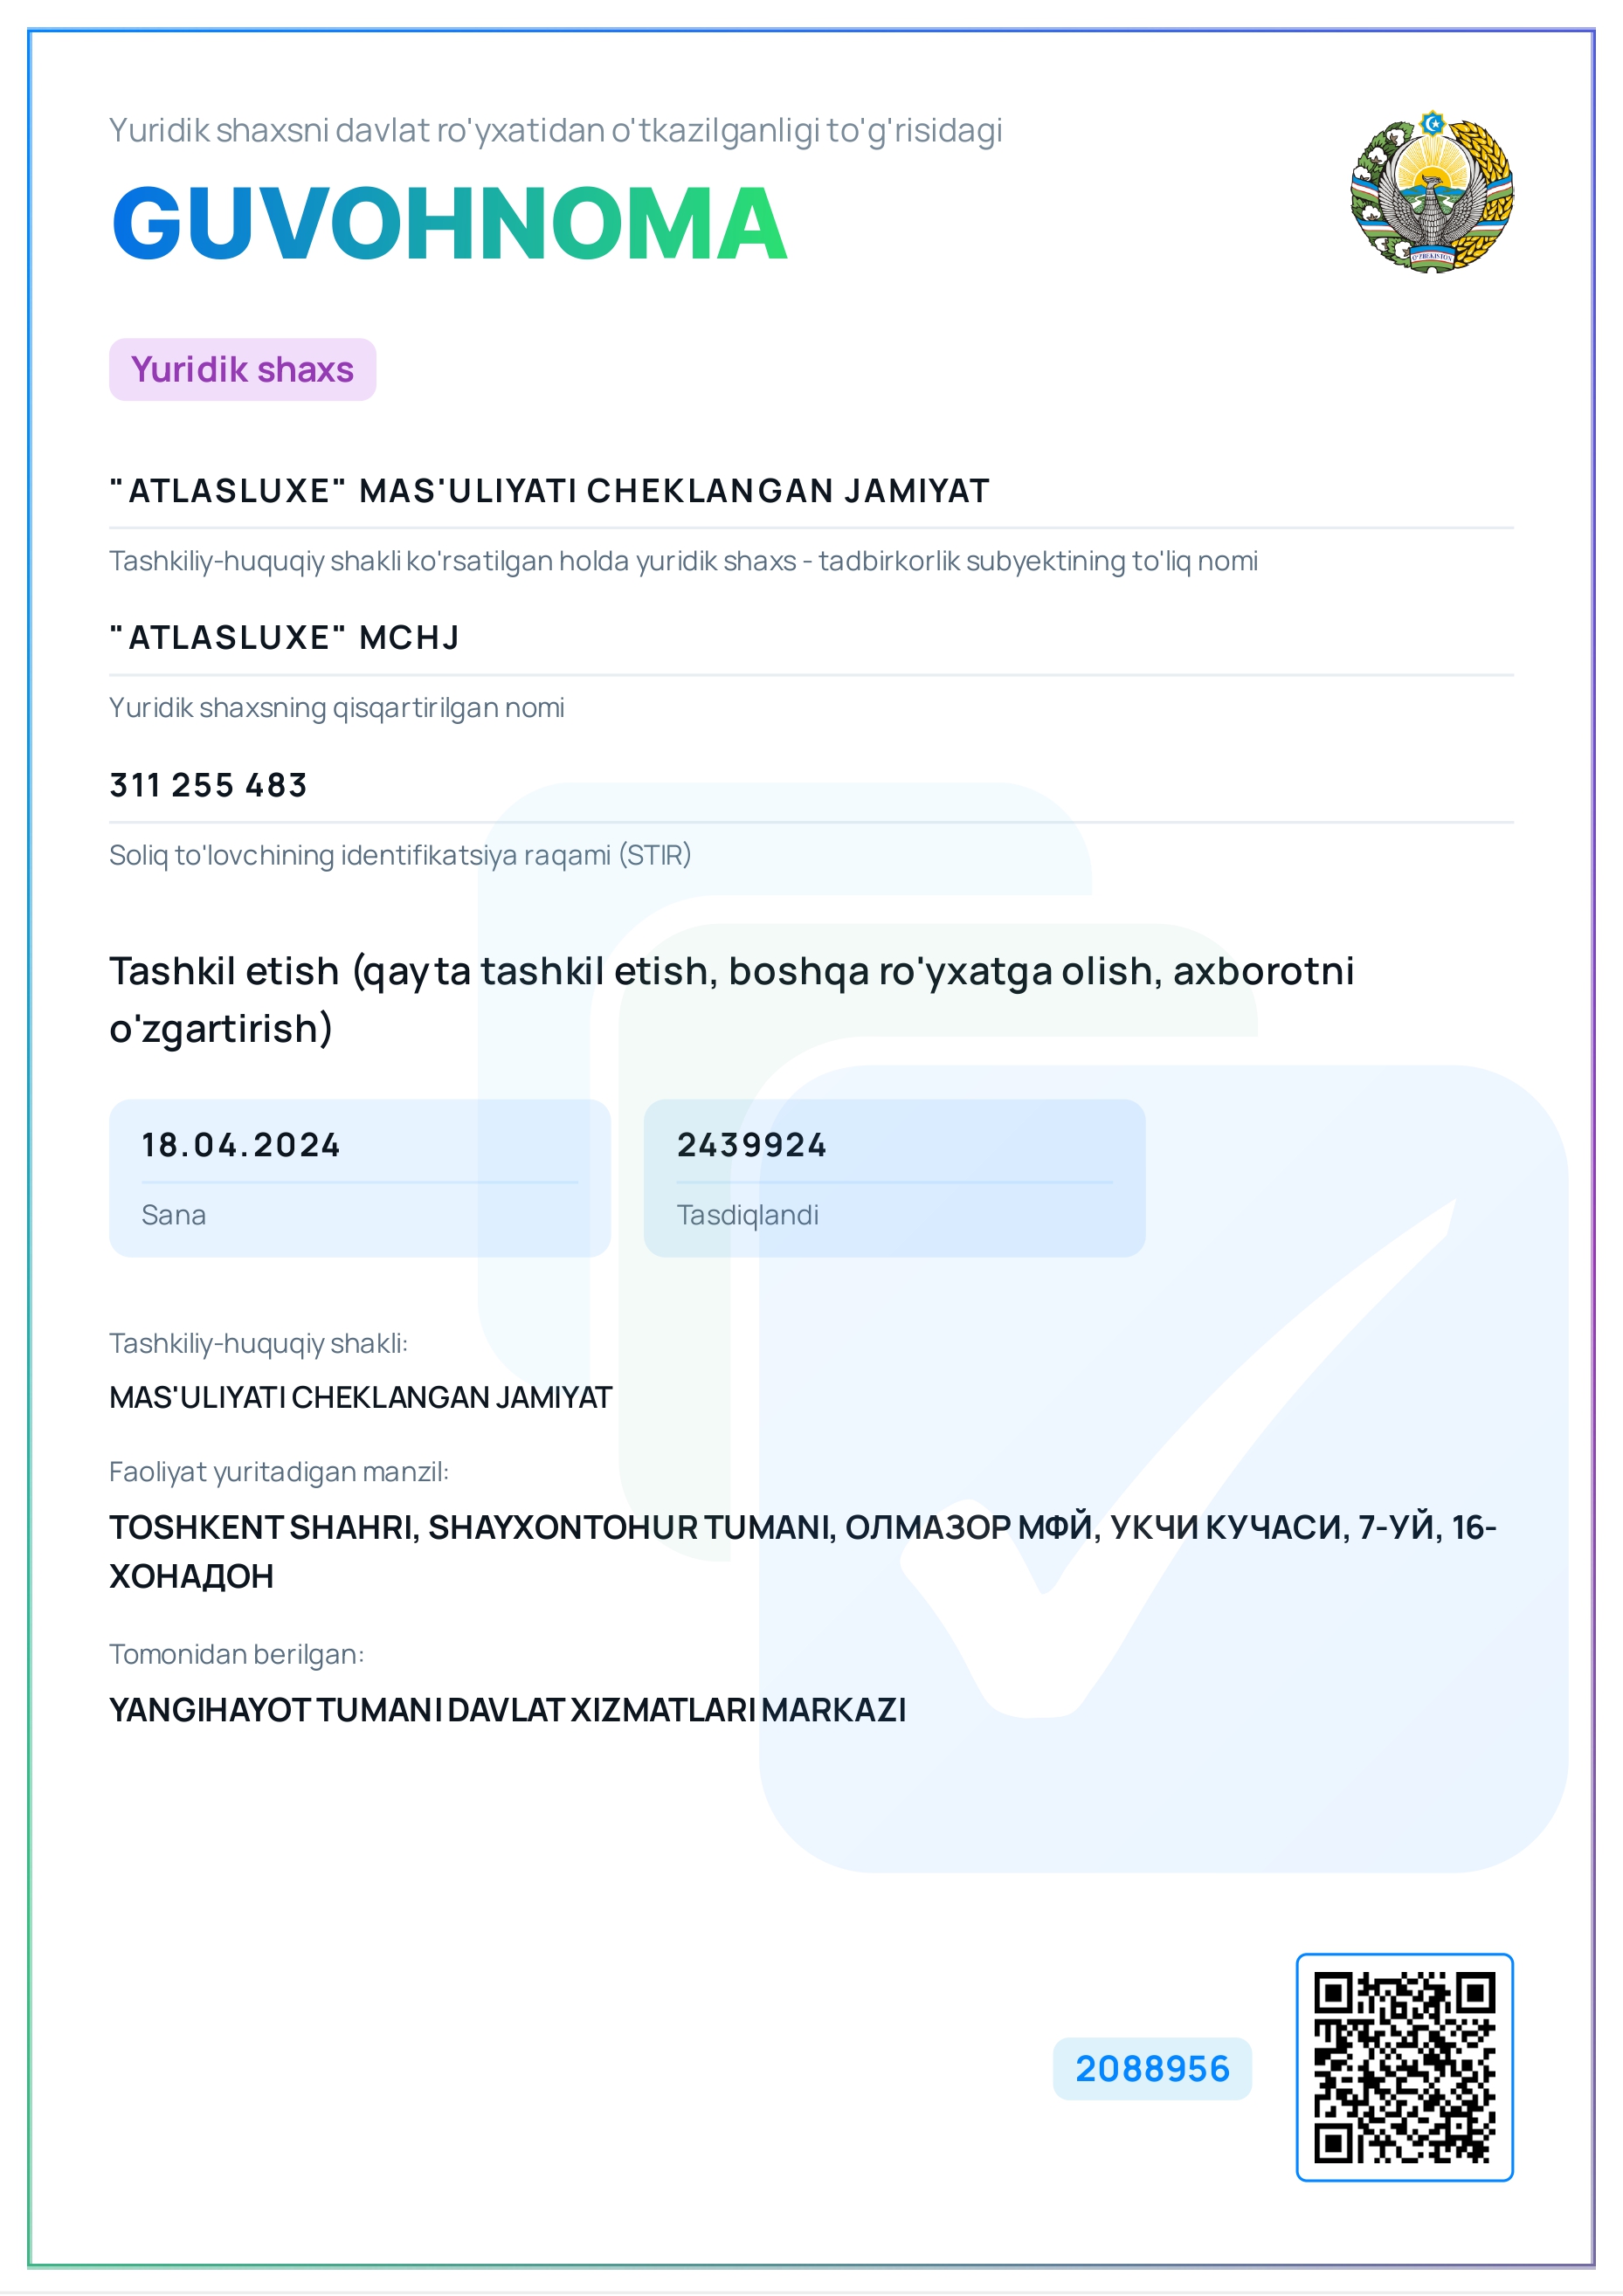 Yuridik shaxsni davlat ro'yxatidan o'tkazilganligi to'g'risidagi
GUVOHNOMA
O'ZBEKISTON
Yuridik shaxs
"ATLASLUXE" MAS'ULIYATI CHEKLANGAN JAMIYAT
Tashkiliy-huquqiy shakli ko'rsatilgan holda yuridik shaxs - tadbirkorlik subyektining to'liq nomi
"ATLASLUXE" MCHJ
Yuridik shaxsning qisqartirilgan nomi
311 255 483
Soliq to'lovchining identifikatsiya raqami (STIR)
Tashkil etish (qayta tashkil etish, boshqa ro'yxatga olish, axborotni
o'zgartirish)
18.04.2024
Sana
2439924
Tasdiqlandi
Tashkiliy-huquqiy shakli:
MAS'ULIYATI CHEKLANGAN JAMIYAT
Faoliyat yuritadigan manzil:
TOSHKENT SHAHRI, SHAYXONTOHUR TUMANI, ОЛМАЗОР МФЙ, УКЧИ КУЧАСИ, 7-УЙ, 16-
ХОНАДОН
Tomonidan berilgan:
YANGIHAYOT TUMANI DAVLAT XIZMATLARI MARKAZI
2088956